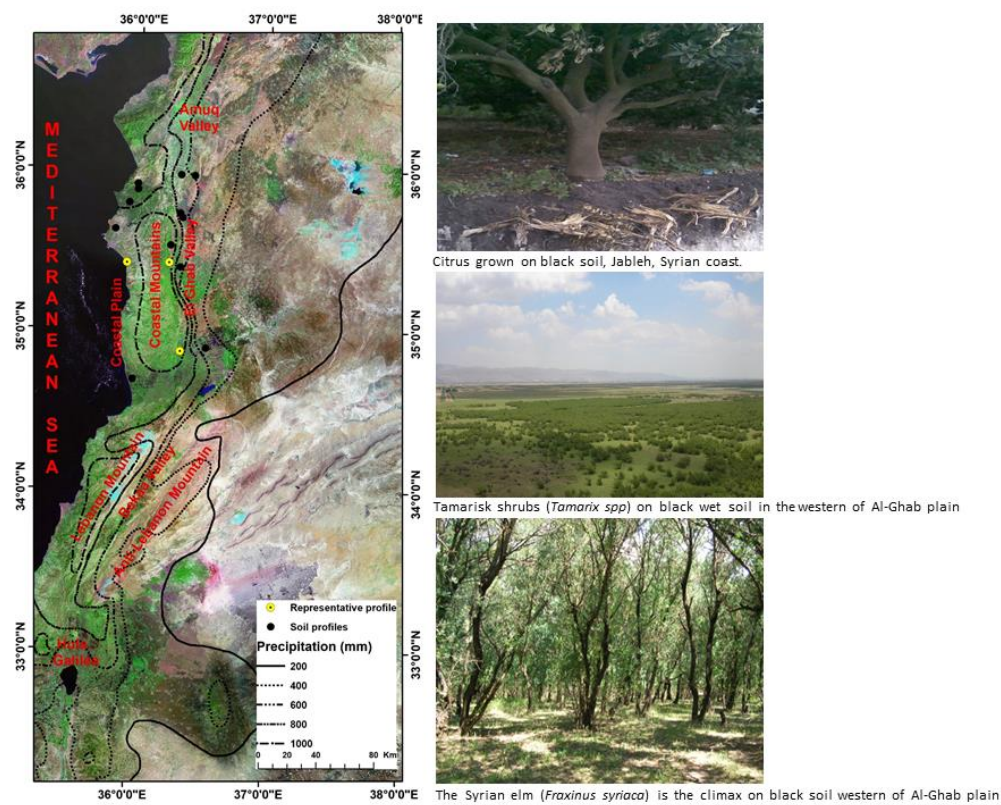 36°0'0"E 37°0'0"E 38°0'0"E
36°0'0"N
35°0'0"N
34°0'0"N
33°0'0"N
MEDITERRANEAN SEA
Amuq
Valley
Coastal Plain
Coastal Mountains
El-Ghab Valley
Lebanon Mountain
Bekaa Valley
Anti-Lebanon Mountain
Hula
Galilee
Representative profile
Soil profiles
Precipitation (mm)
200
400
600
800
1000
0 20 40 80 Km
36°0'0"N
35°0'0"N
34°0'0"N
33°0'0"N
36°0'0"E 37°0'0"E 38°0'0"E
Citrus grown on black soil, Jableh, Syrian coast.
Tamarisk shrubs (Tamarix spp) on black wet soil in the western of Al-Ghab plain
The Syrian elm (Fraxinus syriaca) is the climax on black soil western of Al-Ghab plain